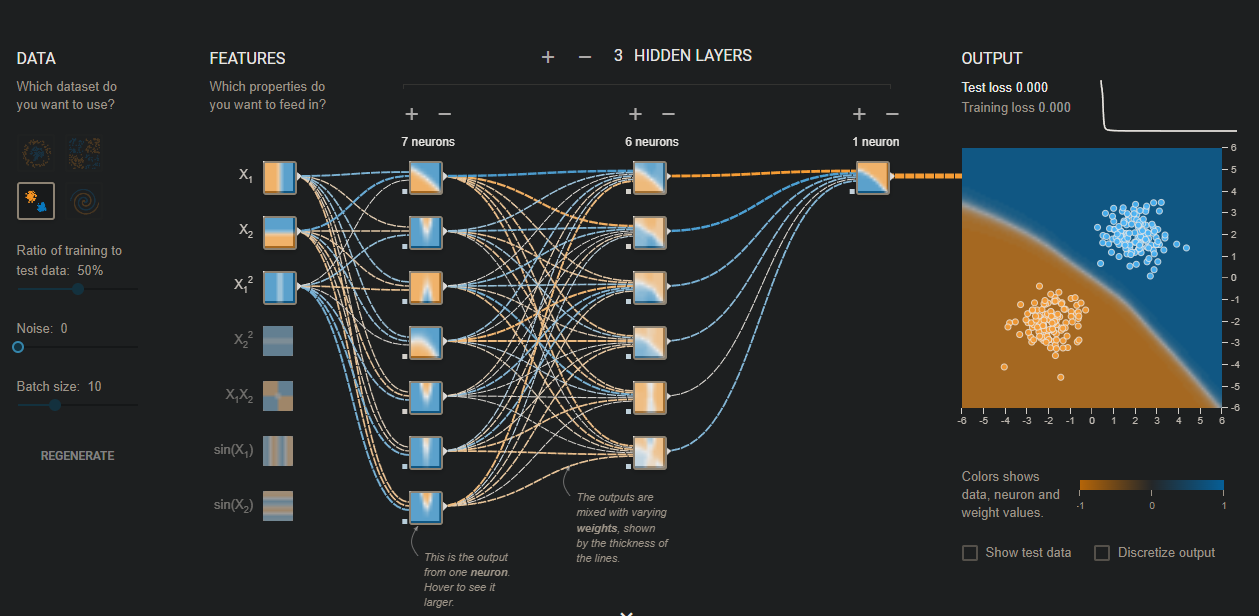 DATA
Which dataset do
you want to use?
Ratio of training to
test data: 50%
Noise: 0
Batch size: 10
REGENERATE
FEATURES
Which properties do
you want to feed in?
X1
X2
X1²
X2²
X1X2
sin(X1)
sin(X2)
+ − 3 HIDDEN LAYERS
+ −
7 neurons
+ −
6 neurons
+ −
1 neuron
This is the output
from one neuron.
Hover to see it
larger.
The outputs are
mixed with varying
weights, shown
by the thickness of
the lines.
OUTPUT
Test loss 0.000
Training loss 0.000
6
5
4
3
2
1
0
-1
-2
-3
-4
-5
-6
-6 -5 -4 -3 -2 -1 0 1 2 3 4 5 6
Colors shows
data, neuron and
weight values.
-1 0 1
Show test data
Discretize output